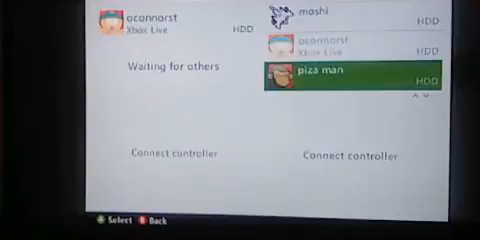 oconnorst
Xbox Live
HDD
Waiting for others
Connect controller
moshi
HDD
oconnorst
Xbox Live
HDD
piza man
HDD
Connect controller
A Select B Back